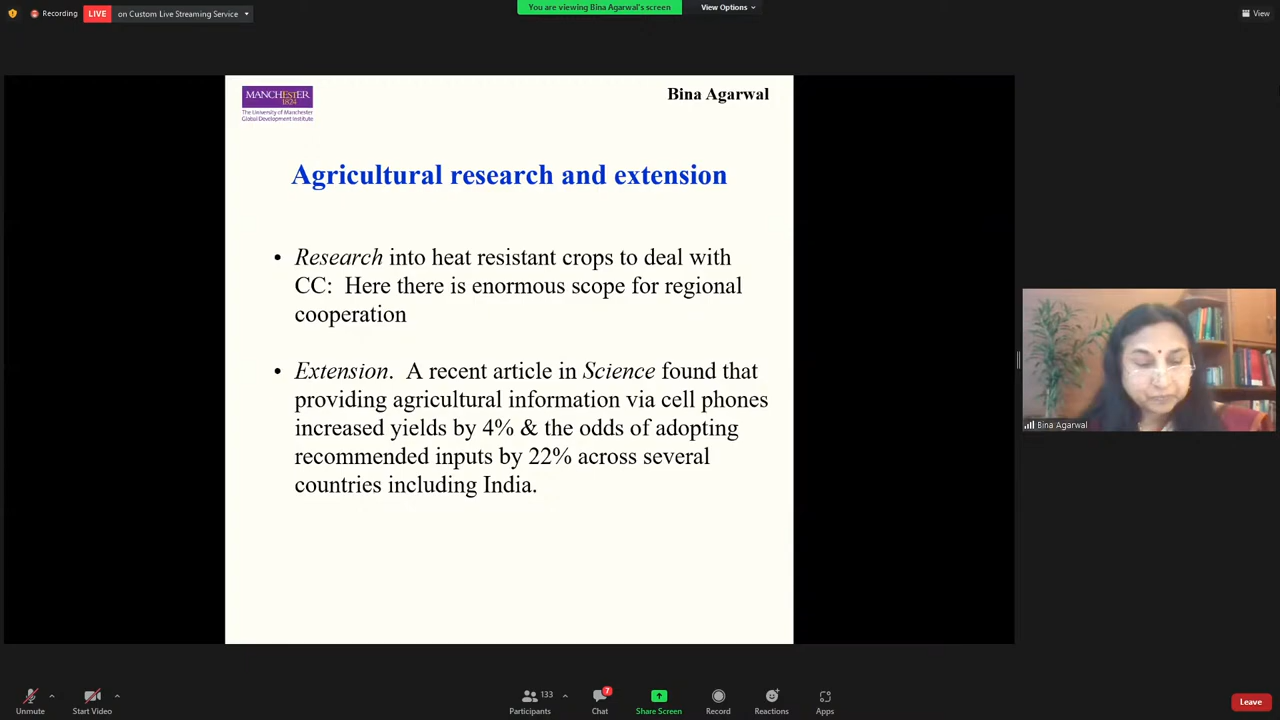 Recording
LIVE
on Custom Live Streaming Service
You are viewing Bina Agarwal's screen
View Options
View
MANCHESTER
1824
The University of Manchester
Global Development Institute
Bina Agarwal
Agricultural research and extension
• Research into heat resistant crops to deal with
CC: Here there is enormous scope for regional
cooperation
• Extension. A recent article in Science found that
providing agricultural information via cell phones
increased yields by 4% & the odds of adopting
recommended inputs by 22% across several
countries including India.
Bina Agarwal
Unmute
Start Video
133
Participants
7
Chat
Share Screen
Record
Reactions
Apps
Leave